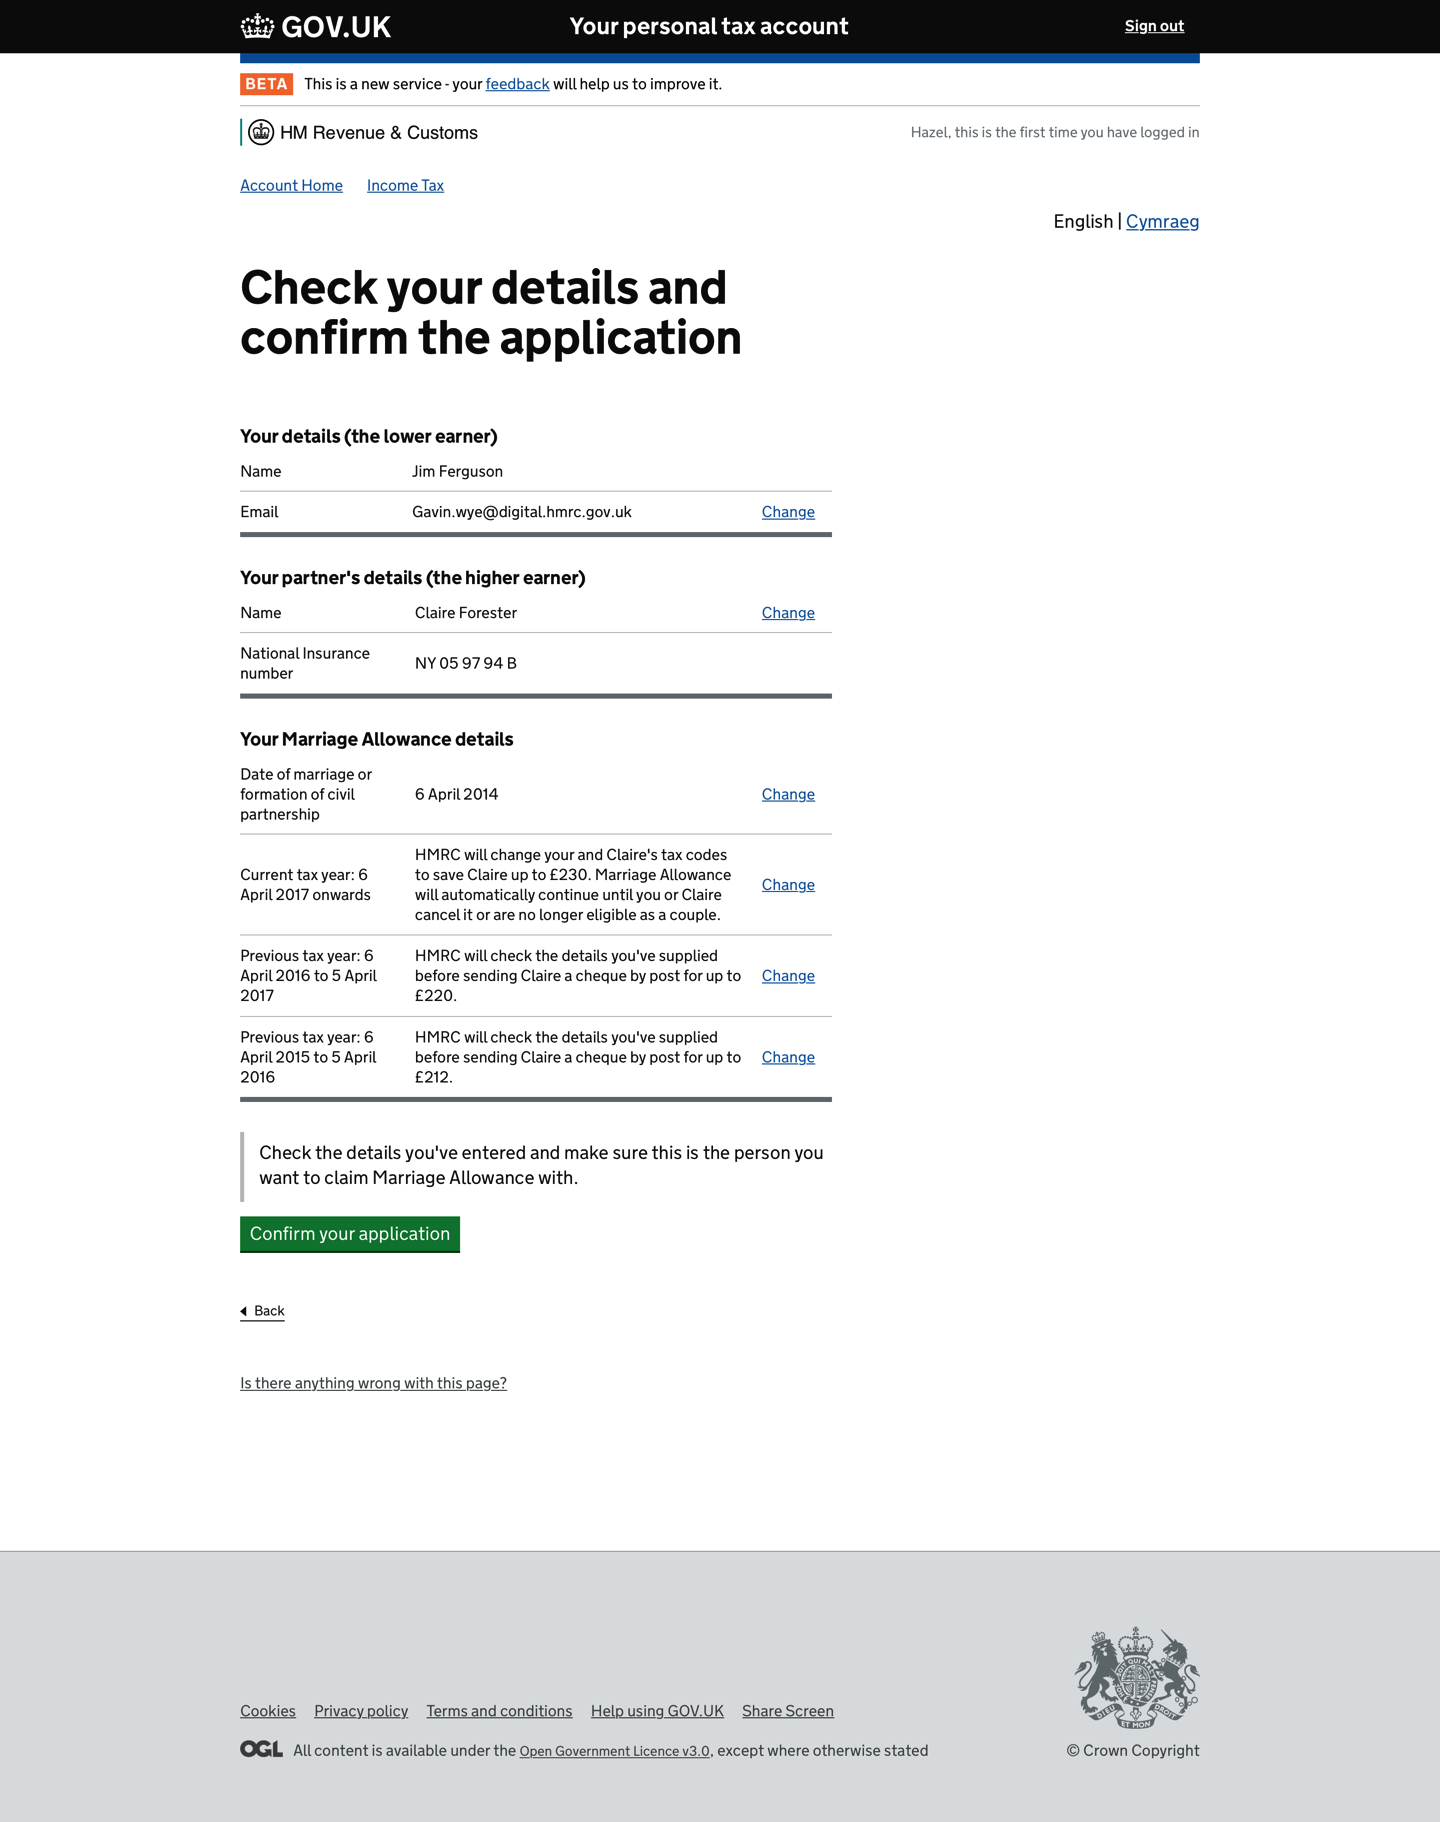 GOV.UK
Your personal tax account
Sign out
BETA This is a new service - your feedback will help us to improve it.
HM Revenue & Customs
Hazel, this is the first time you have logged in
Account Home Income Tax
English | Cymraeg
Check your details and
confirm the application
Your details (the lower earner)
Name Jim Ferguson
Email Gavin.wye@digital.hmrc.gov.uk Change
Your partner's details (the higher earner)
Name Claire Forester Change
National Insurance
number
NY 05 97 94 B
Your Marriage Allowance details
Date of marriage or
formation of civil
partnership
6 April 2014
Change
Current tax year: 6
April 2017 onwards
HMRC will change your and Claire's tax codes
to save Claire up to £230. Marriage Allowance
will automatically continue until you or Claire
cancel it or are no longer eligible as a couple.
Change
Previous tax year: 6
April 2016 to 5 April
2017
HMRC will check the details you've supplied
before sending Claire a cheque by post for up to
£220.
Change
Previous tax year: 6
April 2015 to 5 April
2016
HMRC will check the details you've supplied
before sending Claire a cheque by post for up to
£212.
Change
Check the details you've entered and make sure this is the person you
want to claim Marriage Allowance with.
Confirm your application
Back
Is there anything wrong with this page?
Cookies Privacy policy Terms and conditions Help using GOV.UK Share Screen
OGL All content is available under the Open Government Licence v3.0, except where otherwise stated
DIEU ET MON DROIT
© Crown Copyright